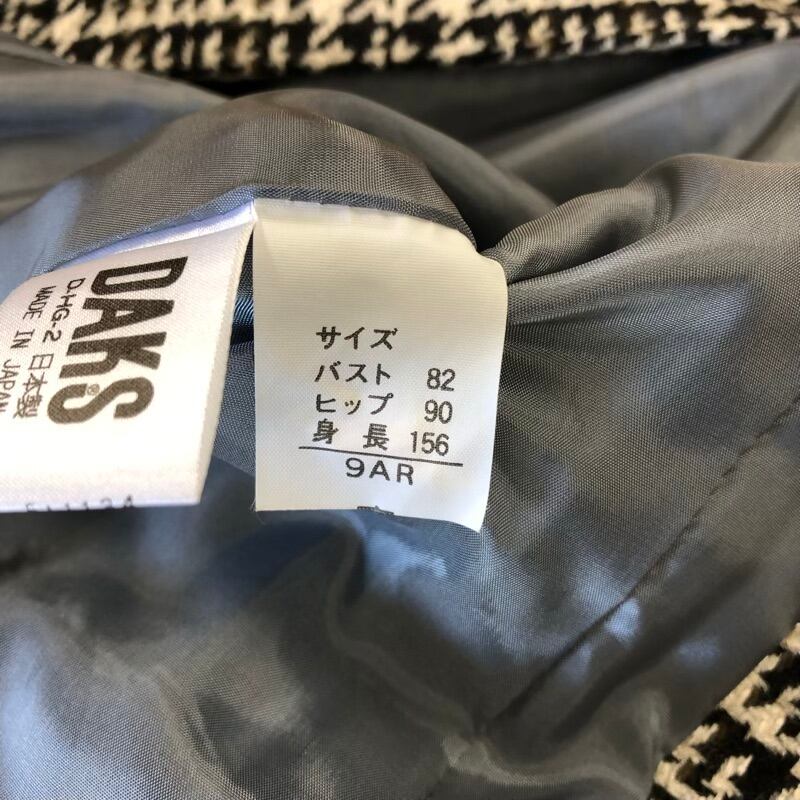 DAKS®
D-HG-2 日本製
MADE IN JAPAN
サイズ
バスト 82
ヒップ 90
身長 156
9AR